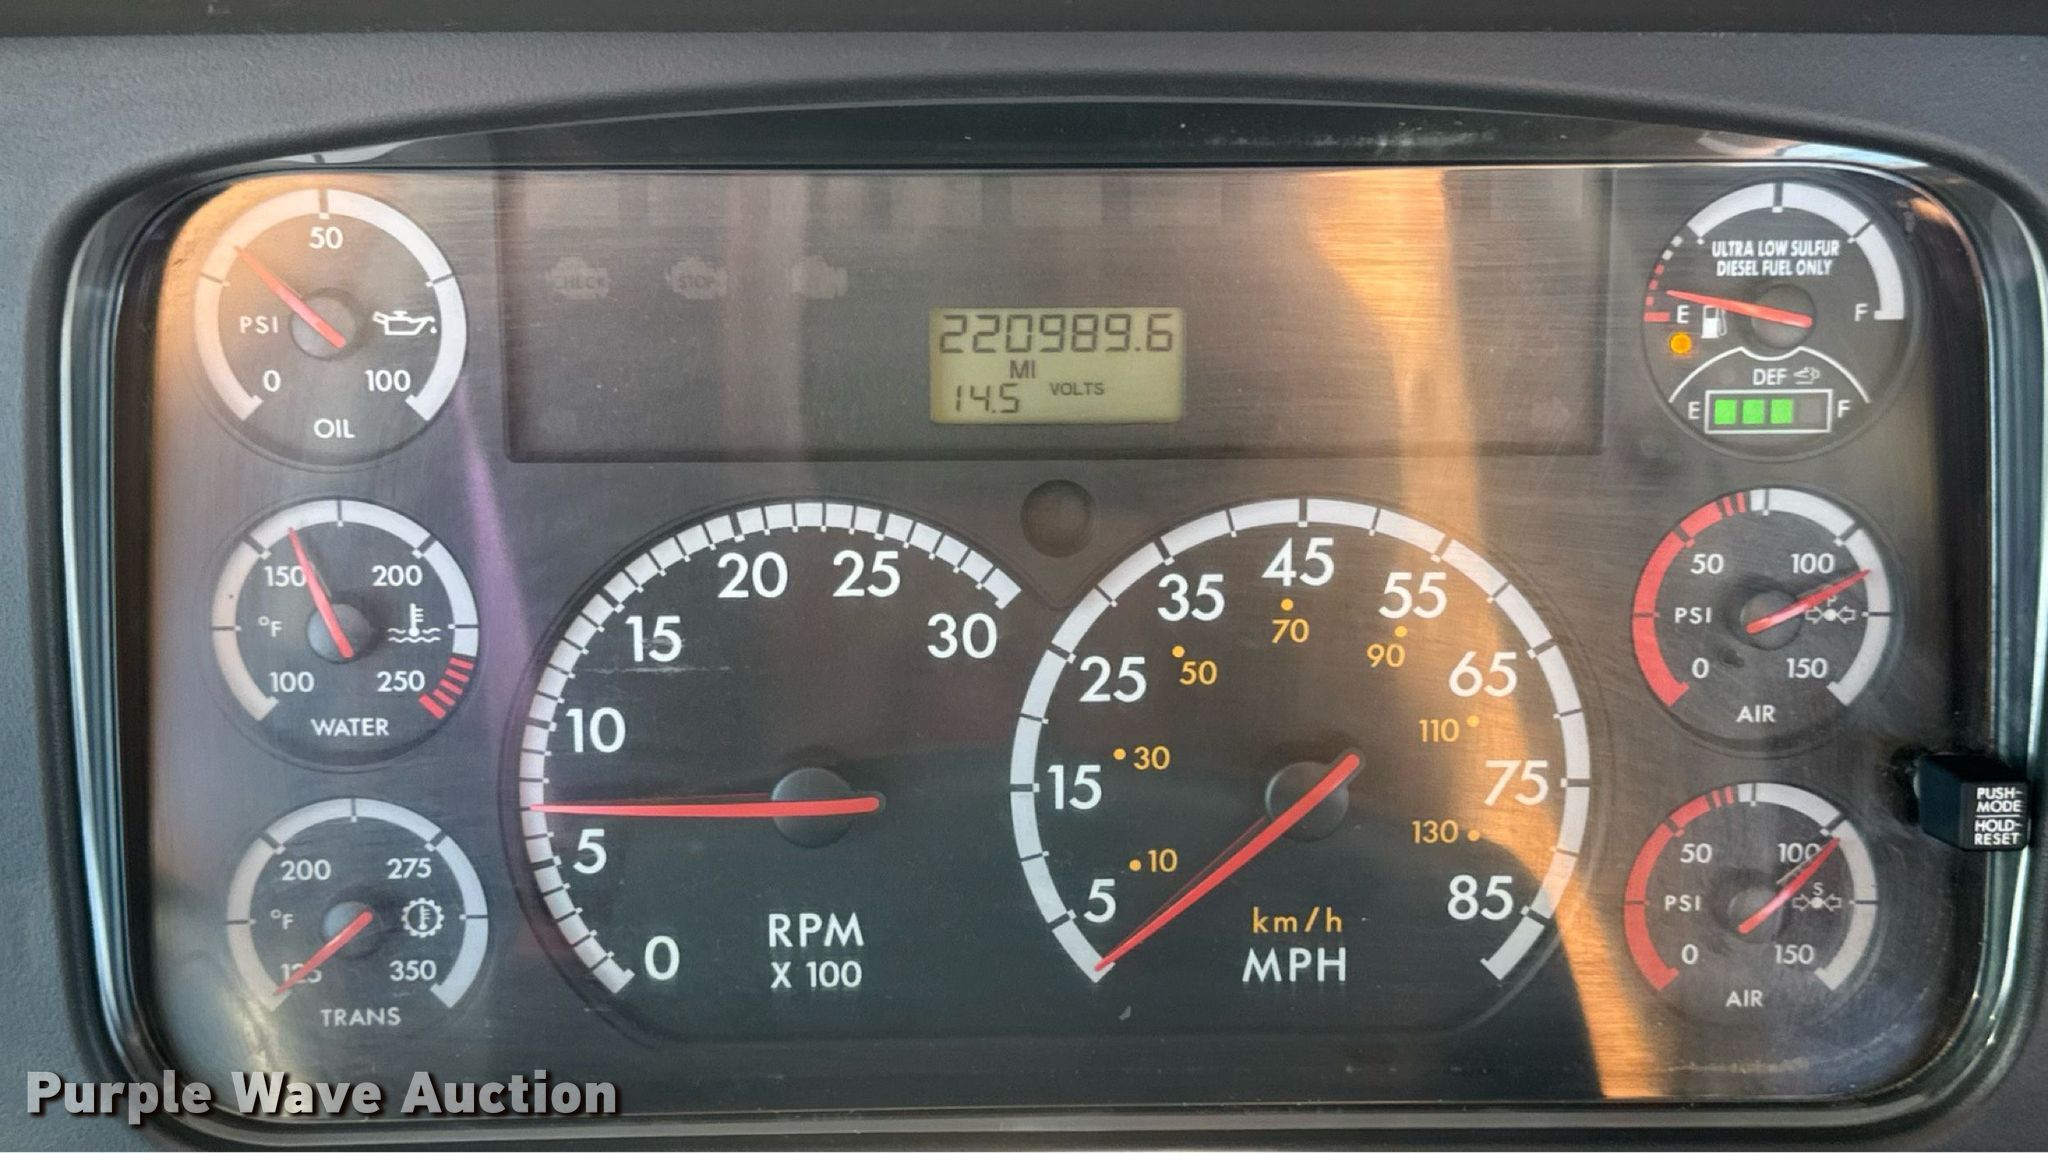 50
PSI
0
100
OIL
150
200
°F
100
250
WATER
200
275
°F
125
350
TRANS
CHECK
STOP
220989.6
MI
14.5 VOLTS
0
5
10
15
20
25
30
RPM
X 100
5
15
25
35
45
55
65
75
85
10
30
50
70
90
110
130
km/h
MPH
ULTRA LOW SULFUR
DIESEL FUEL ONLY
E
F
DEF
E
F
50
100
PSI
P
0
150
AIR
50
100
PSI
S
0
150
AIR
PUSH-
MODE
HOLD-
RESET
Purple Wave Auction